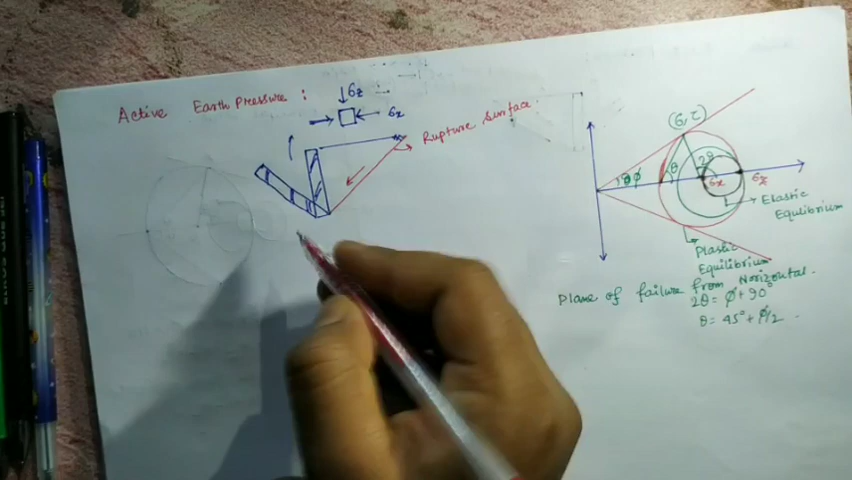 Active Earth Pressure :
↓σz
← σx
Rupture Surface
(σ, τ)
θ
2θ
ϕ
σx
σz
Elastic
Equlibrium
Plastic
Equilibrium
Plane of failure from Horizontal.
2θ = ϕ + 90°
θ = 45° + ϕ/2 .